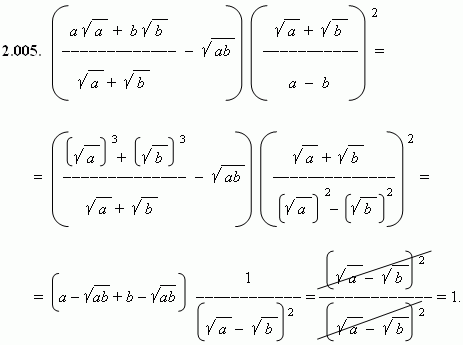 2.005. ( (a√a + b√b) / (√a + √b) − √ab ) ( (√a + √b) / (a − b) )² =
= ( ((√a)³ + (√b)³) / (√a + √b) − √ab ) ( (√a + √b) / ((√a)² − (√b)²) )² =
= (a − √ab + b − √ab) 1 / (√a − √b)² = (√a − √b)² / (√a − √b)² = 1.